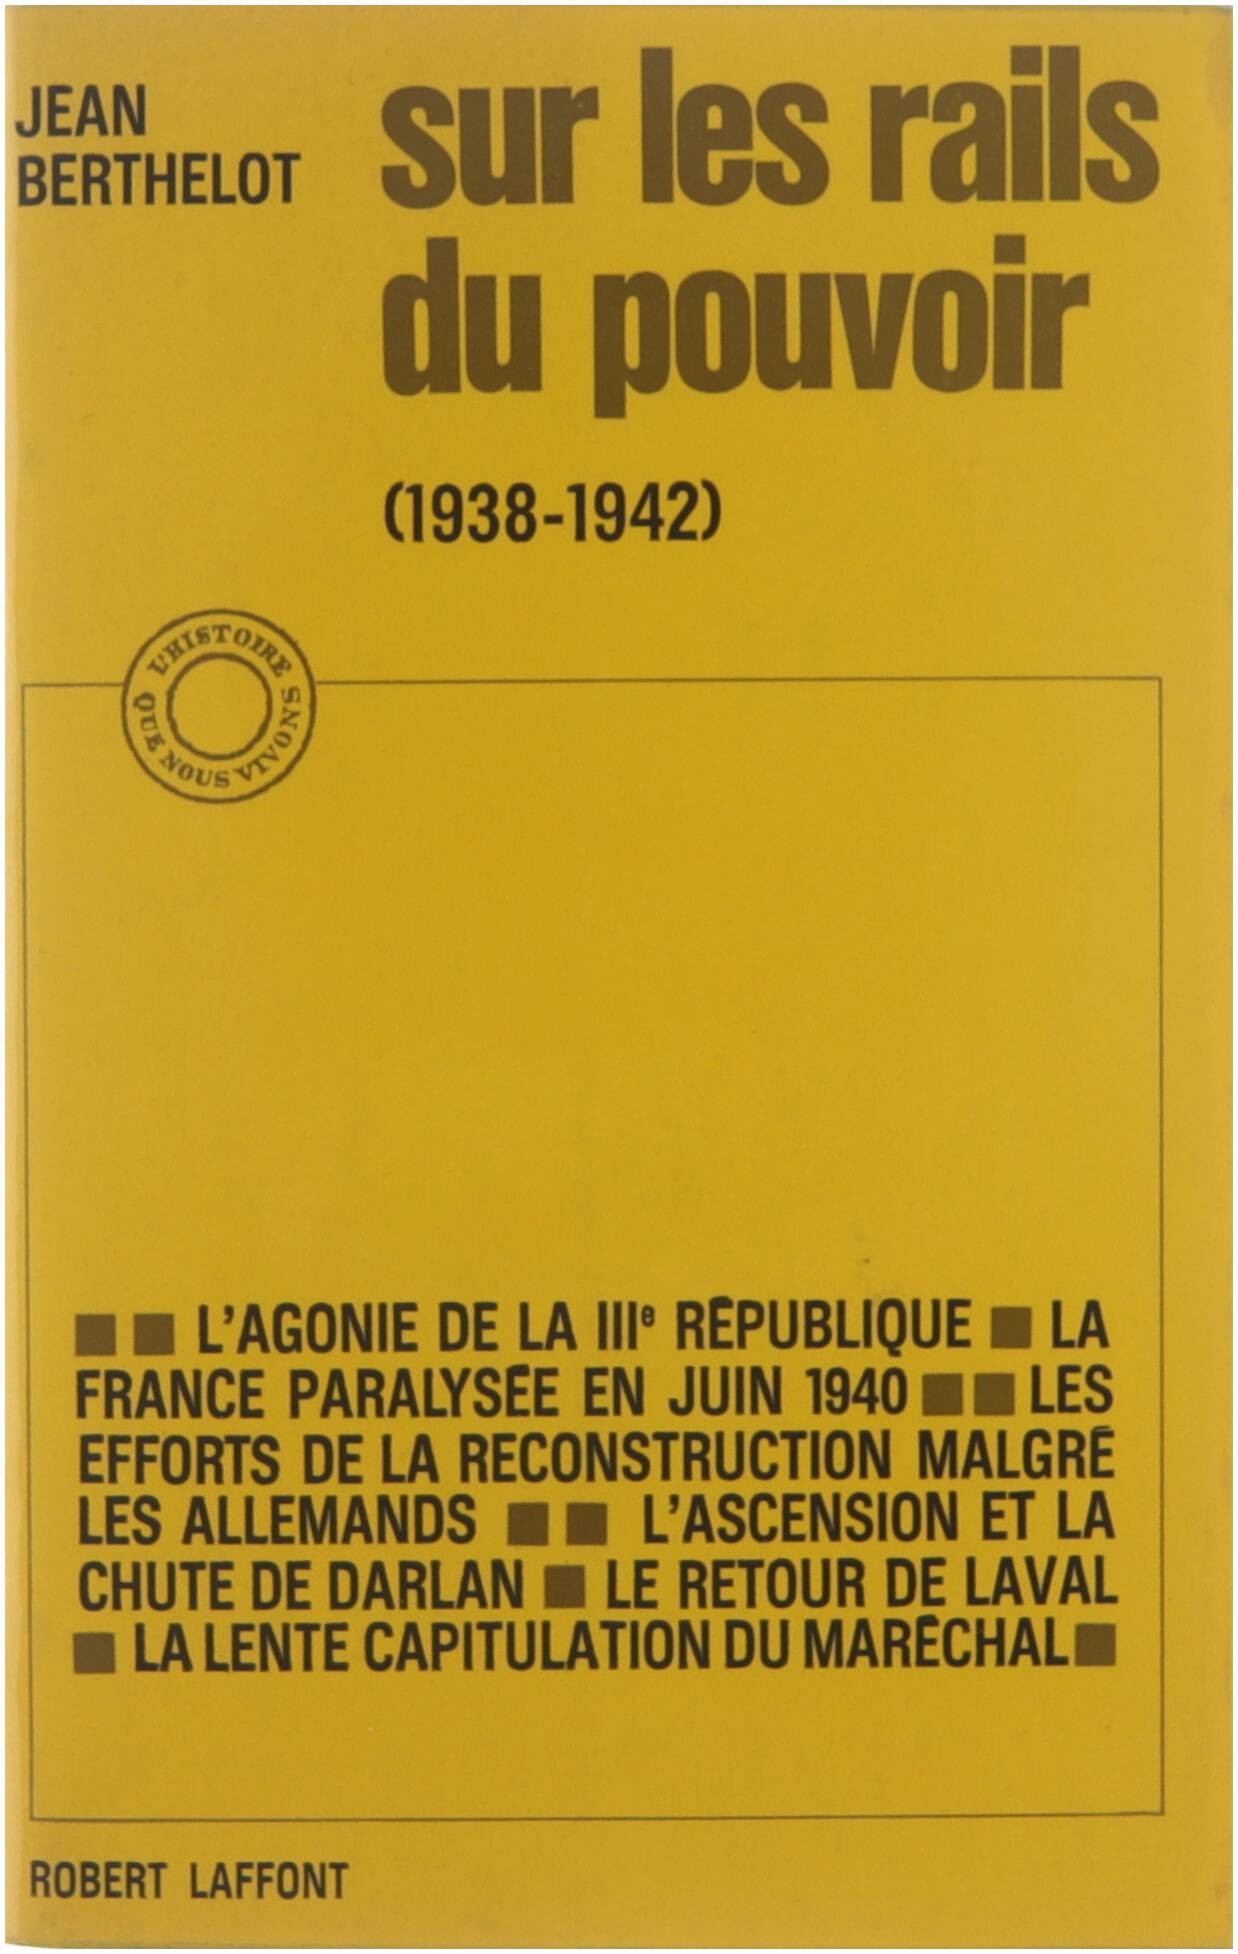 JEAN
BERTHELOT
sur les rails
du pouvoir
(1938-1942)
L'HISTOIRE
QUE NOUS VIVONS
■ ■ L'AGONIE DE LA IIIe RÉPUBLIQUE ■ LA
FRANCE PARALYSÉE EN JUIN 1940 ■ ■ LES
EFFORTS DE LA RECONSTRUCTION MALGRÉ
LES ALLEMANDS ■ ■ L'ASCENSION ET LA
CHUTE DE DARLAN ■ LE RETOUR DE LAVAL
■ LA LENTE CAPITULATION DU MARÉCHAL ■
ROBERT LAFFONT